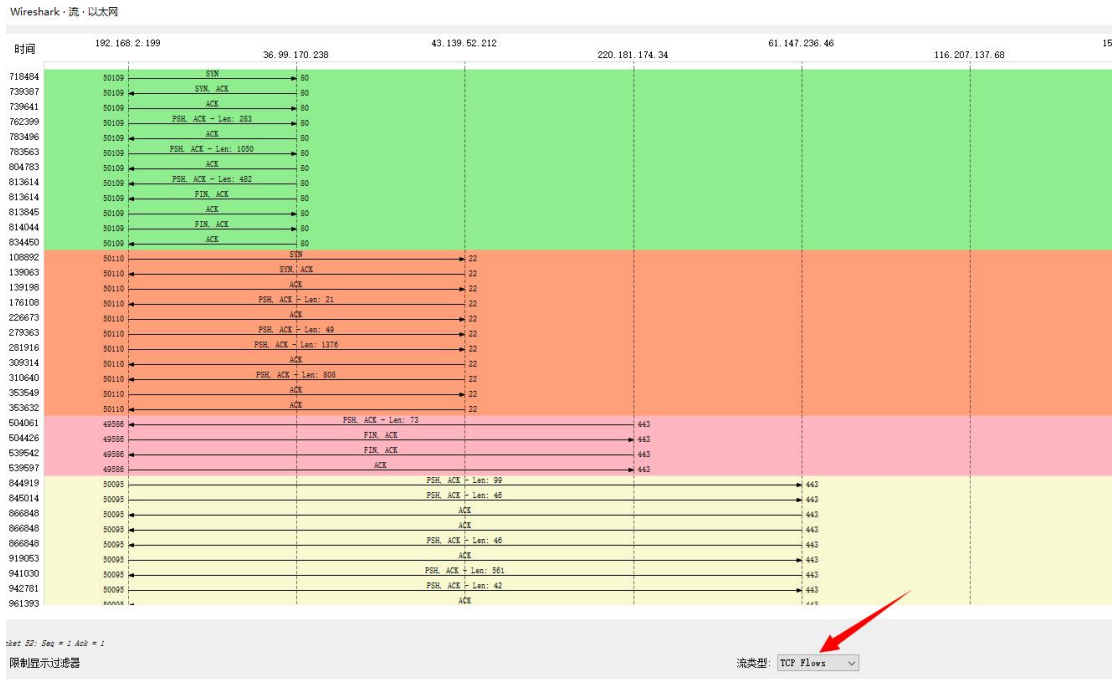 Wireshark · 流 · 以太网
时间
192.168.2.199
36.99.170.238
43.139.52.212
220.181.174.34
61.147.236.46
116.207.137.68
15
718484 50109 SYN 80
739387 50109 SYN, ACK 80
739641 50109 ACK 80
762399 50109 PSH, ACK - Len: 283 80
783496 50109 ACK 80
783563 50109 PSH, ACK - Len: 1050 80
804783 50109 ACK 80
813614 50109 PSH, ACK - Len: 482 80
813614 50109 FIN, ACK 80
813845 50109 ACK 80
814044 50109 FIN, ACK 80
834450 50109 ACK 80
108892 50110 SYN 22
139063 50110 SYN, ACK 22
139198 50110 ACK 22
176108 50110 PSH, ACK - Len: 21 22
226673 50110 ACK 22
279363 50110 PSH, ACK - Len: 49 22
281916 50110 PSH, ACK - Len: 1376 22
309314 50110 ACK 22
310640 50110 PSH, ACK - Len: 808 22
353549 50110 ACK 22
353632 50110 ACK 22
504061 49586 PSH, ACK - Len: 73 443
504426 49586 FIN, ACK 443
539542 49586 FIN, ACK 443
539597 49586 ACK 443
844919 50095 PSH, ACK - Len: 99 443
845014 50095 PSH, ACK - Len: 46 443
866848 50095 ACK 443
866848 50095 ACK 443
866848 50095 PSH, ACK - Len: 46 443
919053 50095 ACK 443
941030 50095 PSH, ACK - Len: 561 443
942781 50095 PSH, ACK - Len: 42 443
961393 50095 ACK 443
cket 52: Seq = 1 Ack = 1
限制显示过滤器
流类型: TCP Flows